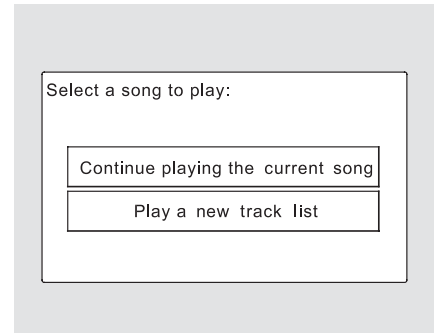 Select a song to play:
Continue playing the current song
Play a new track list